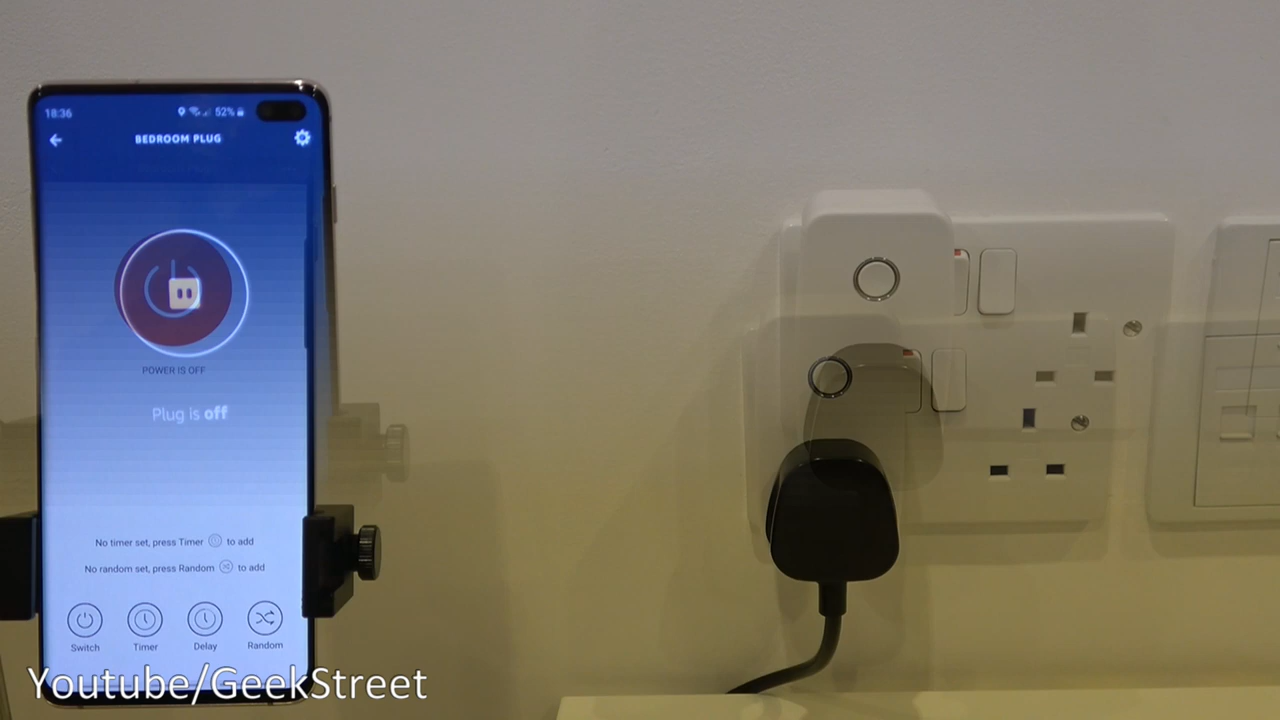 18:36
52%
BEDROOM PLUG
POWER IS OFF
Plug is off
No timer set, press Timer to add
No random set, press Random to add
Switch Timer Delay Random
Youtube/GeekStreet